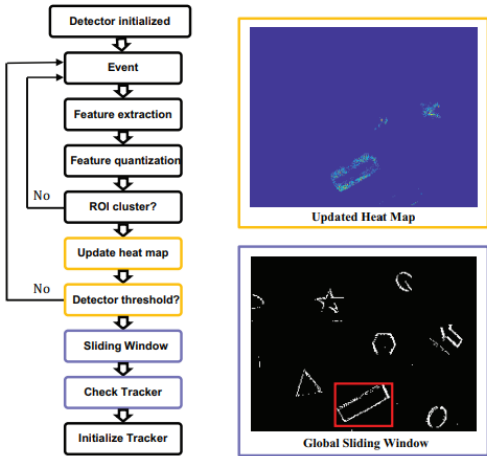 Detector initialized
Event
Feature extraction
Feature quantization
No
ROI cluster?
Update heat map
No
Detector threshold?
Sliding Window
Check Tracker
Initialize Tracker
Updated Heat Map
Global Sliding Window